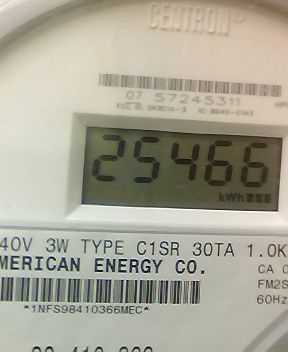 CENTRON®
07 57245311
25466
kWh
40V 3W TYPE C1SR 30TA 1.0K
MERICAN ENERGY CO.
CA 0
FM2S
60Hz
*1NFS98410366MEC*